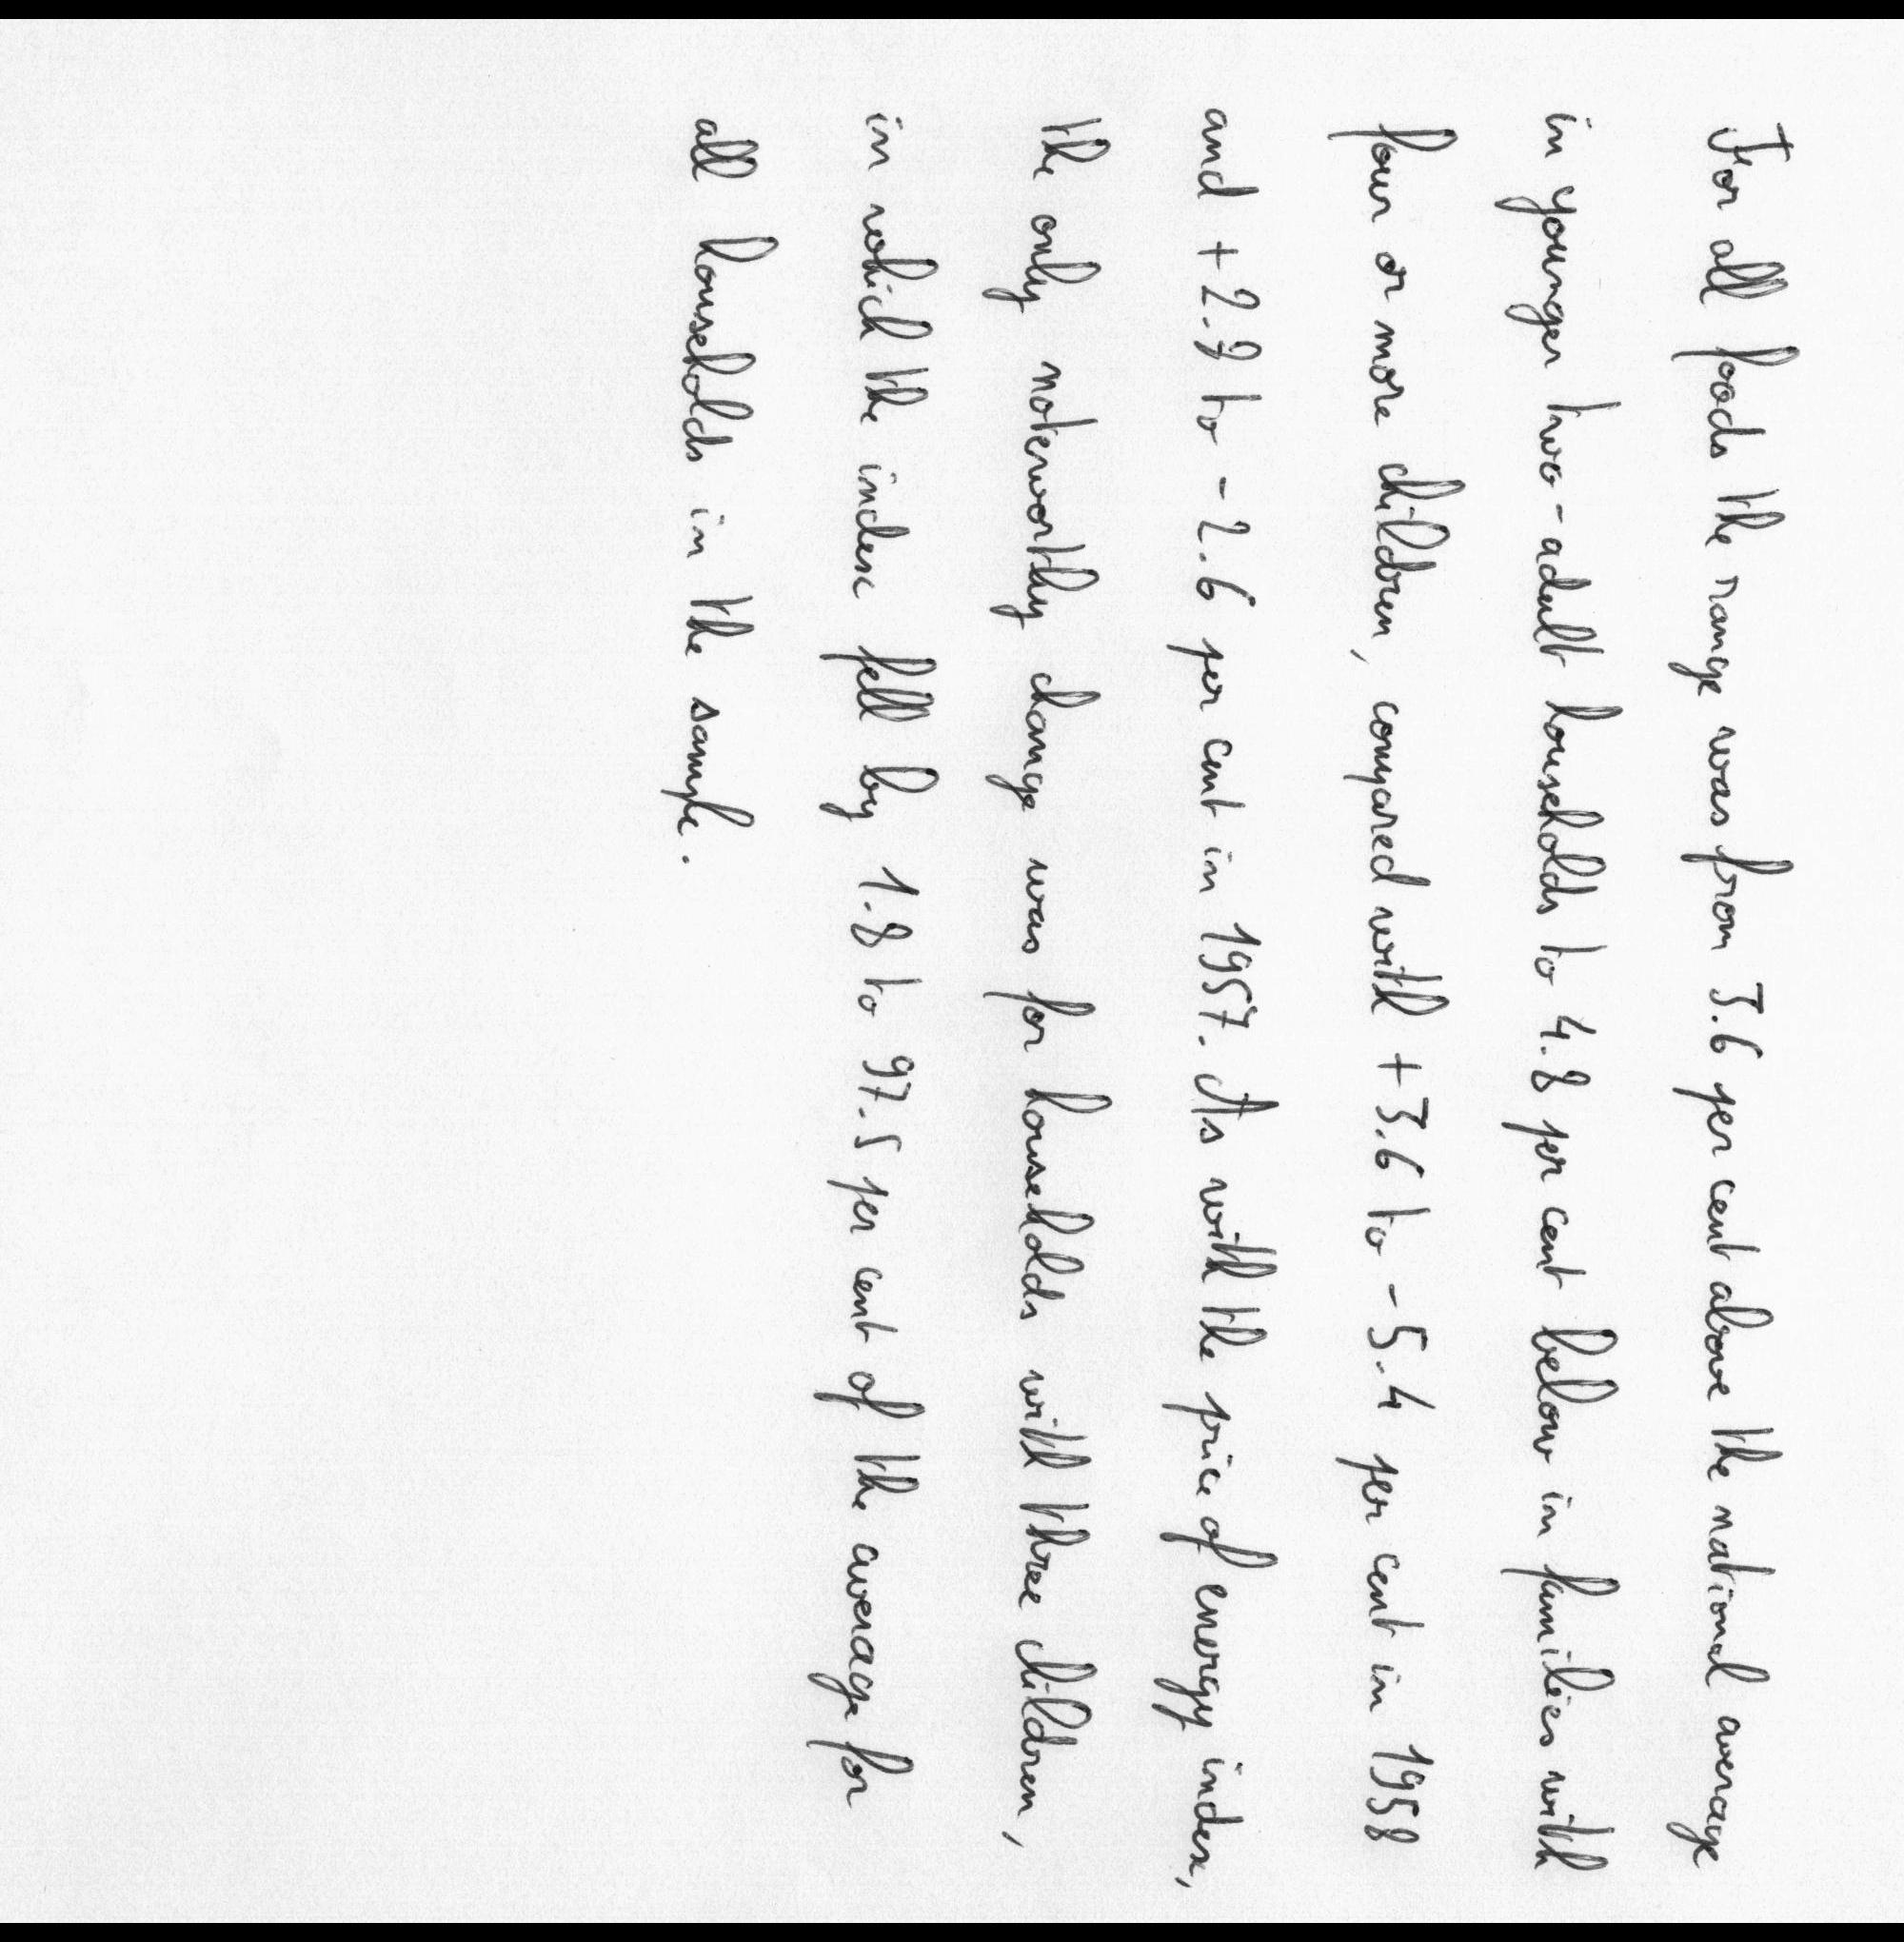 For all foods the range was from 3.6 per cent above the national average
in younger two-adult households to 4.8 per cent below in families with
four or more children, compared with +3.6 to -5.4 per cent in 1958
and +2.9 to -2.6 per cent in 1957. As with the price of energy index,
the only noteworthy change was for households with three children,
in which the index fell by 1.8 to 97.5 per cent of the average for
all households in the sample.